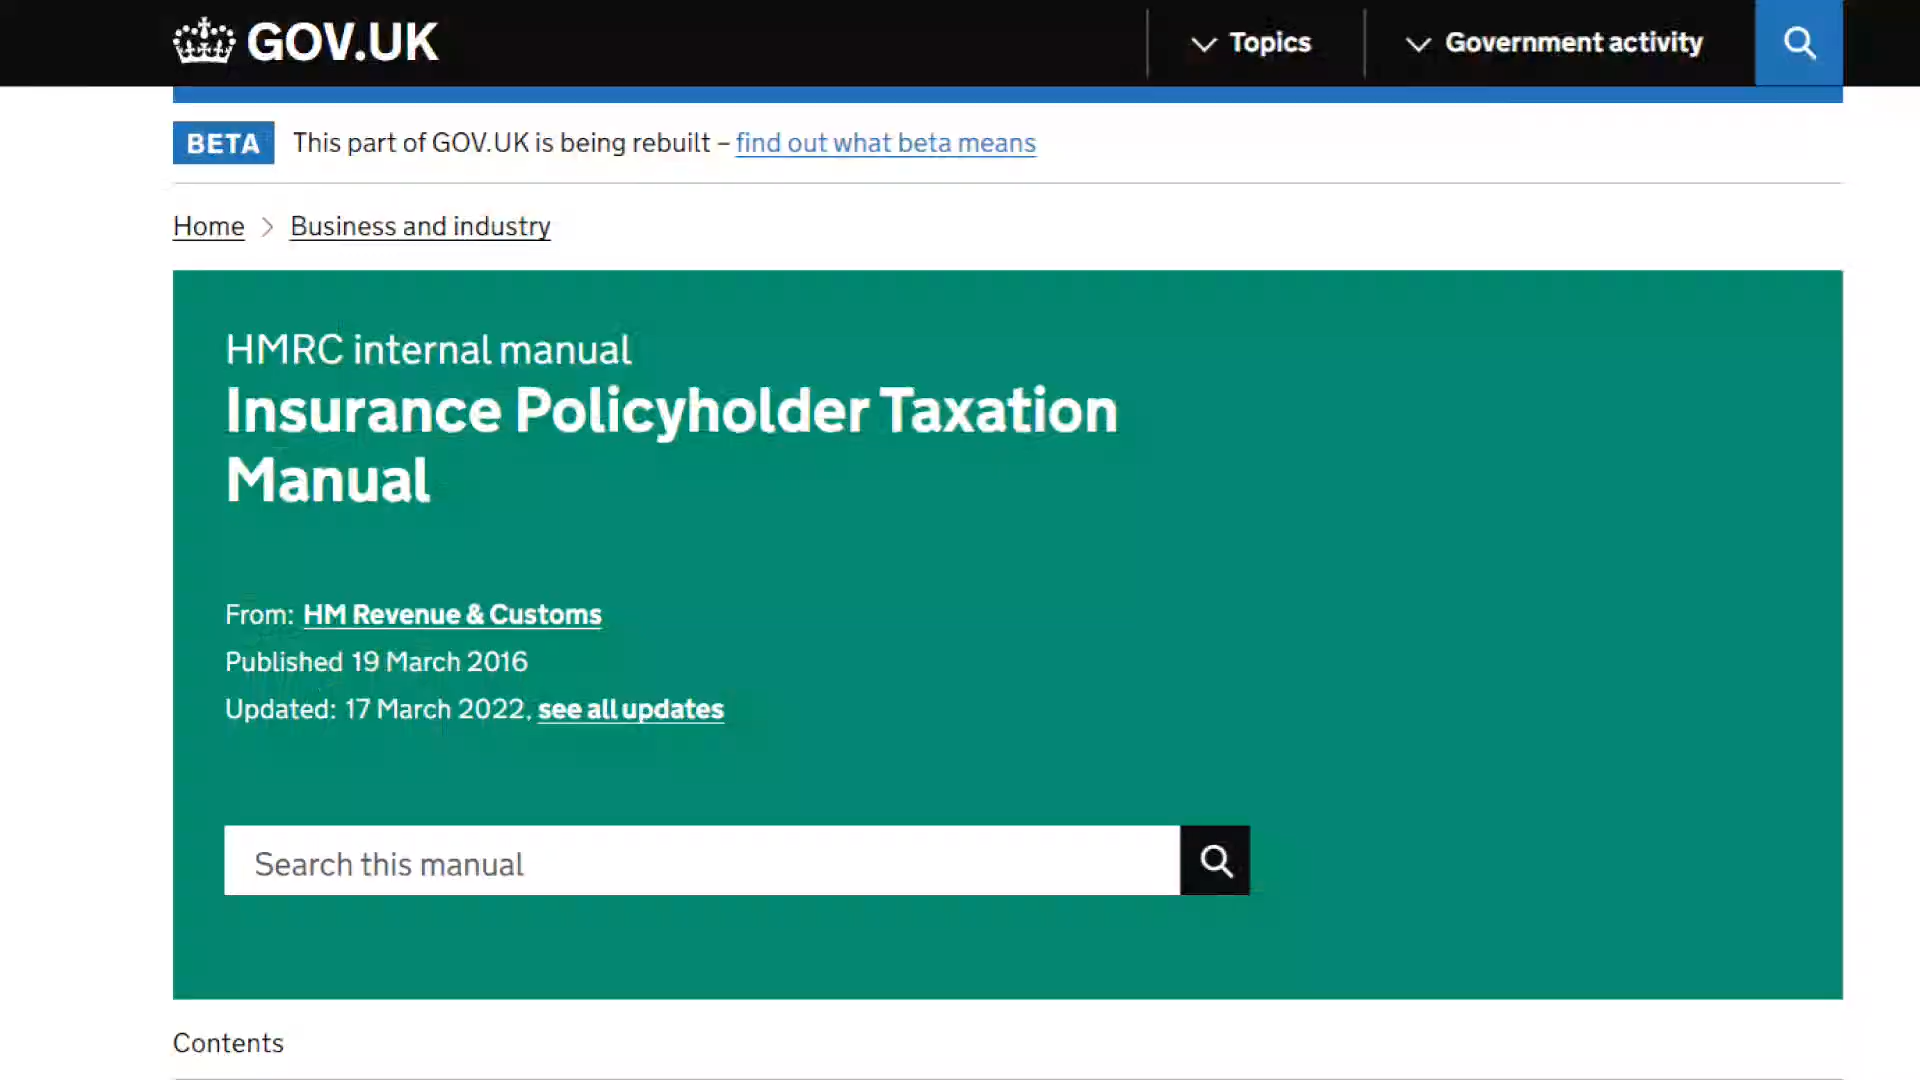 GOV.UK
Topics
Government activity
BETA This part of GOV.UK is being rebuilt – find out what beta means
Home > Business and industry
HMRC internal manual
Insurance Policyholder Taxation
Manual
From: HM Revenue & Customs
Published 19 March 2016
Updated: 17 March 2022, see all updates
Search this manual
Contents